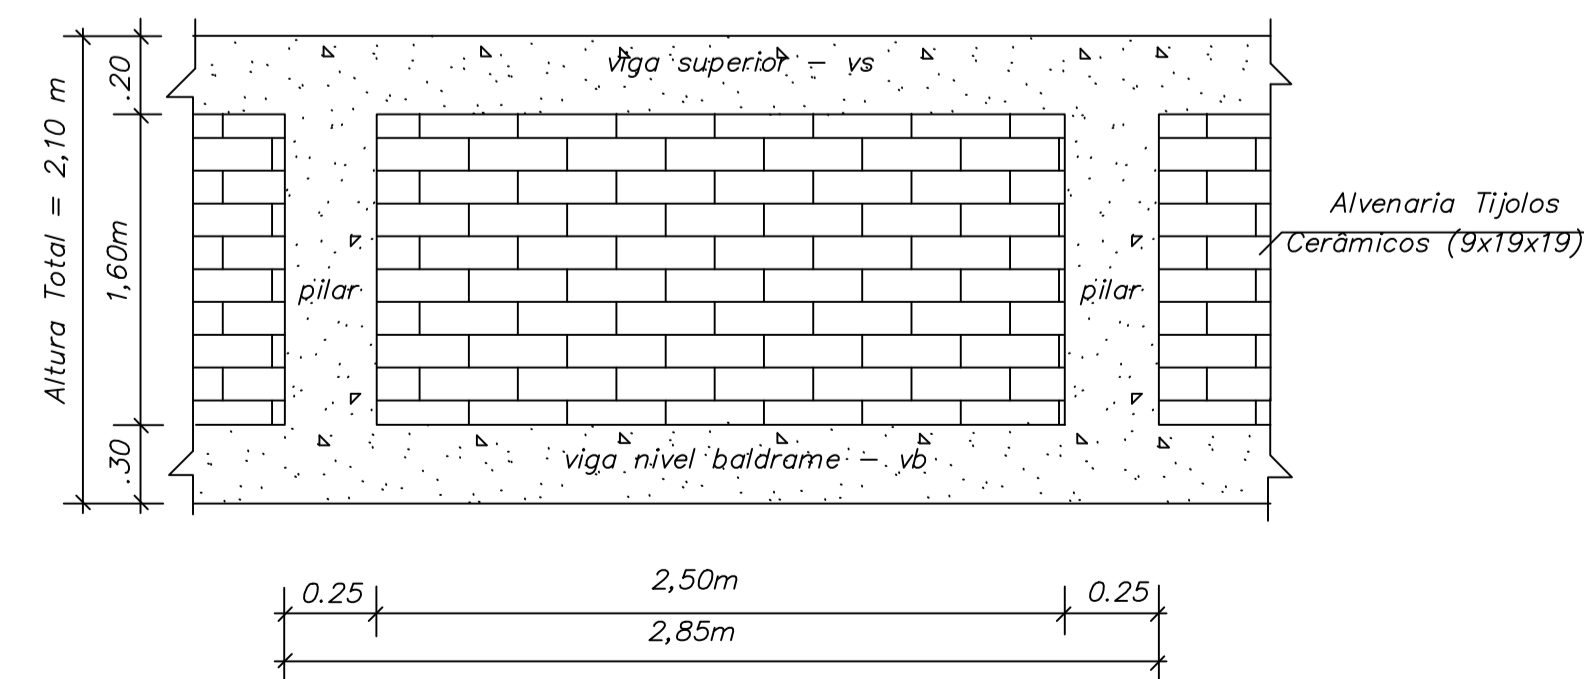 viga superior - vs
Altura Total = 2,10 m
.20
1,60m
.30
pilar
pilar
Alvenaria Tijolos
Cerâmicos (9x19x19)
viga nivel baldrame - vb
0.25
2,50m
0.25
2,85m